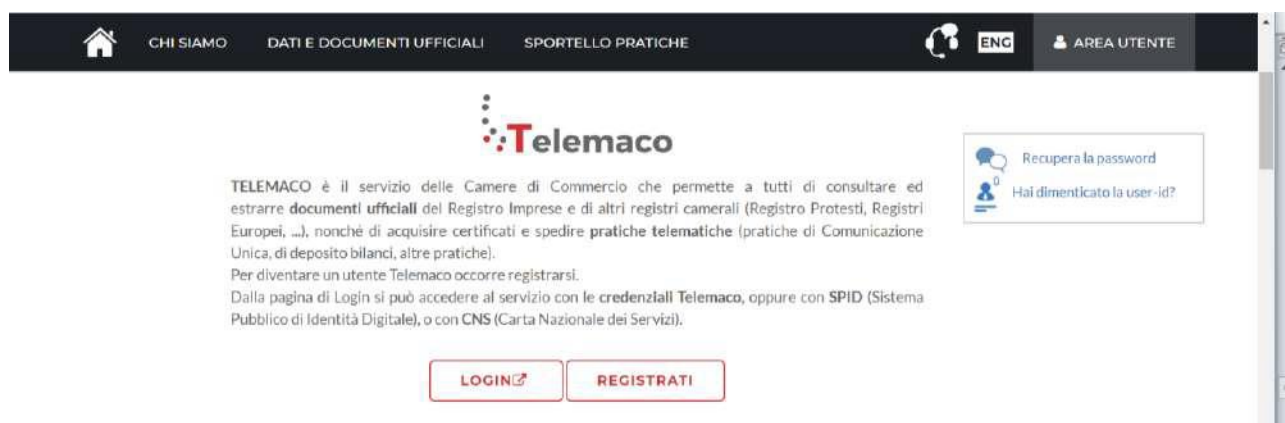 CHI SIAMO DATI E DOCUMENTI UFFICIALI SPORTELLO PRATICHE ENG AREA UTENTE
Telemaco
Recupera la password
0
Hai dimenticato la user-id?
TELEMACO è il servizio delle Camere di Commercio che permette a tutti di consultare ed
estrarre documenti ufficiali del Registro Imprese e di altri registri camerali (Registro Protesti, Registri
Europei, ...), nonché di acquisire certificati e spedire pratiche telematiche (pratiche di Comunicazione
Unica, di deposito bilanci, altre pratiche).
Per diventare un utente Telemaco occorre registrarsi.
Dalla pagina di Login si può accedere al servizio con le credenziali Telemaco, oppure con SPID (Sistema
Pubblico di Identità Digitale), o con CNS (Carta Nazionale dei Servizi).
LOGIN REGISTRATI